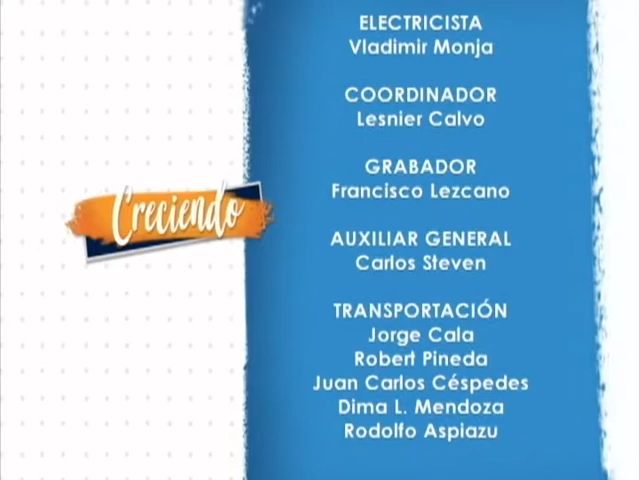 ELECTRICISTA
Vladimir Monja
COORDINADOR
Lesnier Calvo
GRABADOR
Francisco Lezcano
AUXILIAR GENERAL
Carlos Steven
TRANSPORTACIÓN
Jorge Cala
Robert Pineda
Juan Carlos Céspedes
Dima L. Mendoza
Rodolfo Aspiazu
Creciendo